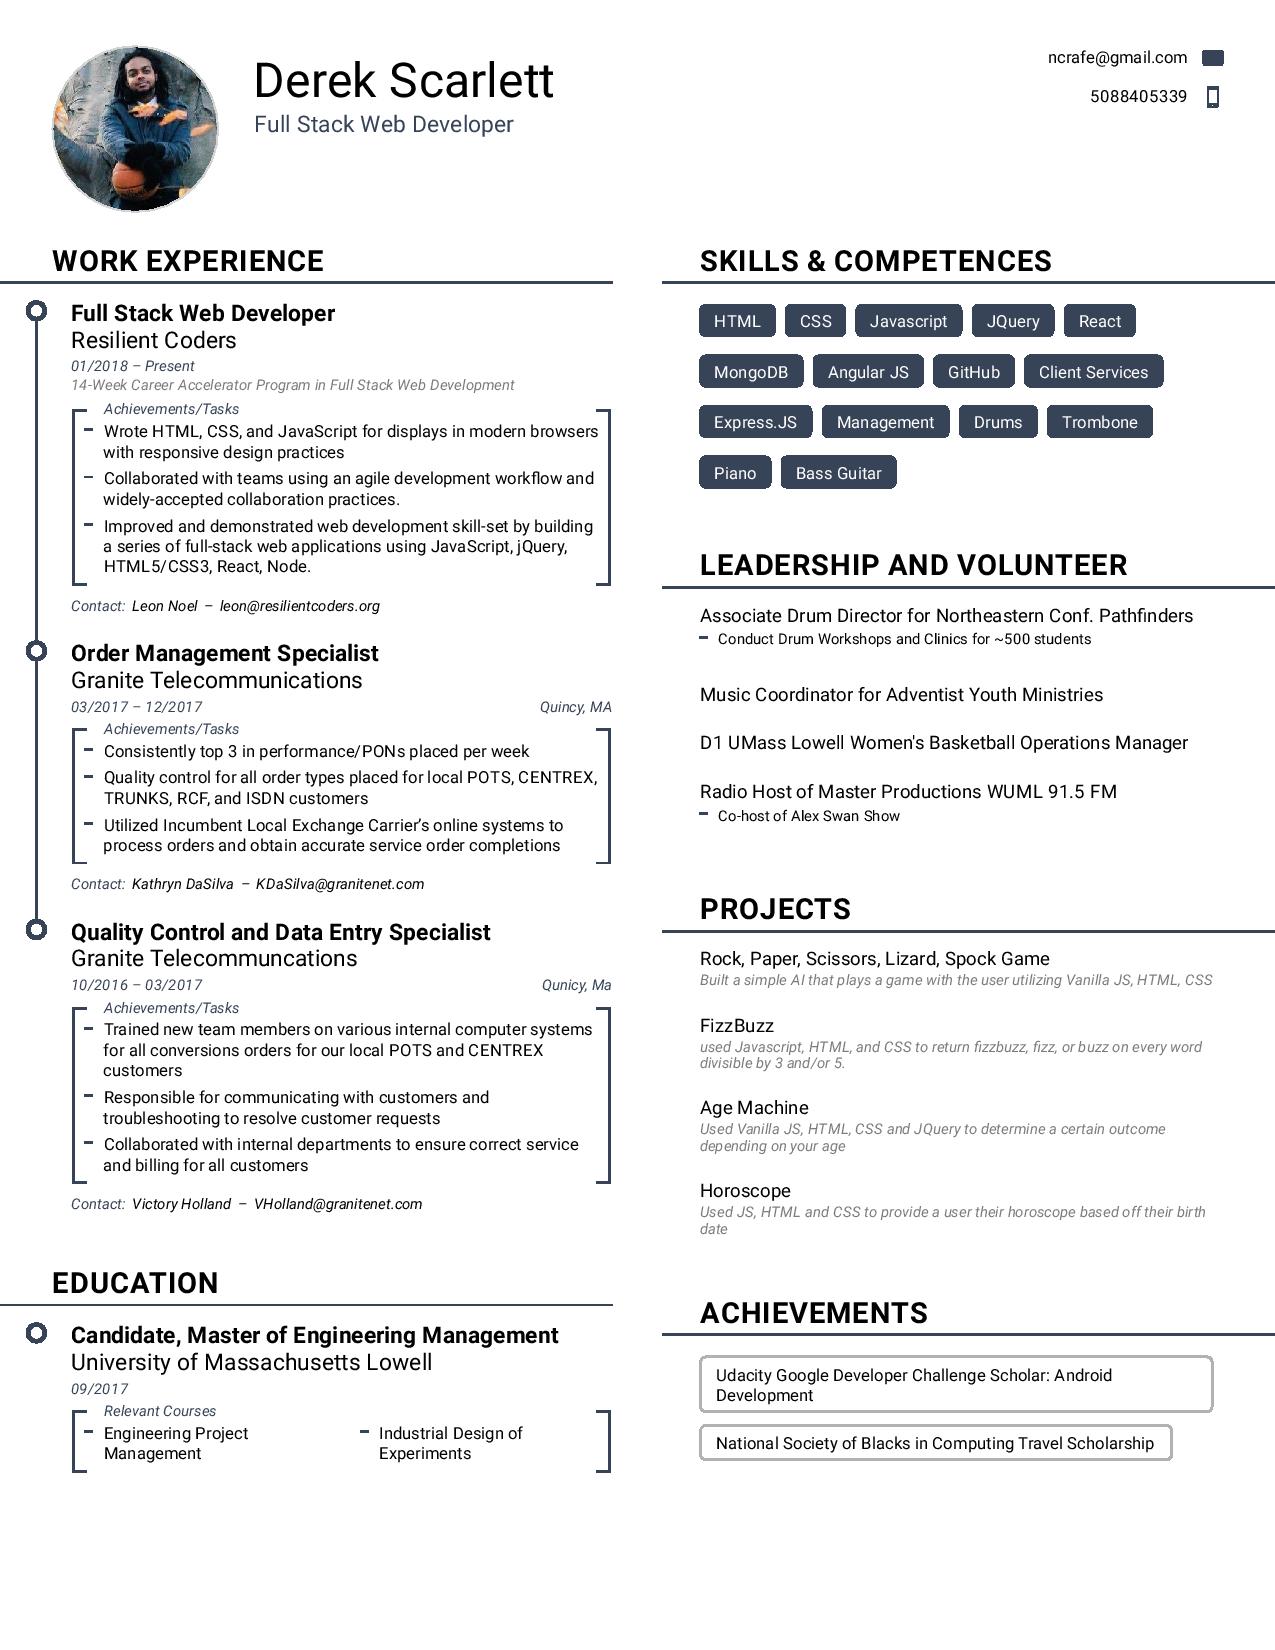 Derek Scarlett
Full Stack Web Developer
ncrafe@gmail.com
5088405339
WORK EXPERIENCE
Full Stack Web Developer
Resilient Coders
01/2018 – Present
14-Week Career Accelerator Program in Full Stack Web Development
Achievements/Tasks
Wrote HTML, CSS, and JavaScript for displays in modern browsers
with responsive design practices
Collaborated with teams using an agile development workflow and
widely-accepted collaboration practices.
Improved and demonstrated web development skill-set by building
a series of full-stack web applications using JavaScript, jQuery,
HTML5/CSS3, React, Node.
Contact: Leon Noel – leon@resilientcoders.org
Order Management Specialist
Granite Telecommunications
03/2017 – 12/2017 Quincy, MA
Achievements/Tasks
Consistently top 3 in performance/PONs placed per week
Quality control for all order types placed for local POTS, CENTREX,
TRUNKS, RCF, and ISDN customers
Utilized Incumbent Local Exchange Carrier’s online systems to
process orders and obtain accurate service order completions
Contact: Kathryn DaSilva – KDaSilva@granitenet.com
Quality Control and Data Entry Specialist
Granite Telecommuncations
10/2016 – 03/2017 Qunicy, Ma
Achievements/Tasks
Trained new team members on various internal computer systems
for all conversions orders for our local POTS and CENTREX
customers
Responsible for communicating with customers and
troubleshooting to resolve customer requests
Collaborated with internal departments to ensure correct service
and billing for all customers
Contact: Victory Holland – VHolland@granitenet.com
EDUCATION
Candidate, Master of Engineering Management
University of Massachusetts Lowell
09/2017
Relevant Courses
Engineering Project
Management
Industrial Design of
Experiments
SKILLS & COMPETENCES
HTML CSS Javascript JQuery React
MongoDB Angular JS GitHub Client Services
Express.JS Management Drums Trombone
Piano Bass Guitar
LEADERSHIP AND VOLUNTEER
Associate Drum Director for Northeastern Conf. Pathfinders
Conduct Drum Workshops and Clinics for ~500 students
Music Coordinator for Adventist Youth Ministries
D1 UMass Lowell Women's Basketball Operations Manager
Radio Host of Master Productions WUML 91.5 FM
Co-host of Alex Swan Show
PROJECTS
Rock, Paper, Scissors, Lizard, Spock Game
Built a simple AI that plays a game with the user utilizing Vanilla JS, HTML, CSS
FizzBuzz
used Javascript, HTML, and CSS to return fizzbuzz, fizz, or buzz on every word
divisible by 3 and/or 5.
Age Machine
Used Vanilla JS, HTML, CSS and JQuery to determine a certain outcome
depending on your age
Horoscope
Used JS, HTML and CSS to provide a user their horoscope based off their birth
date
ACHIEVEMENTS
Udacity Google Developer Challenge Scholar: Android
Development
National Society of Blacks in Computing Travel Scholarship